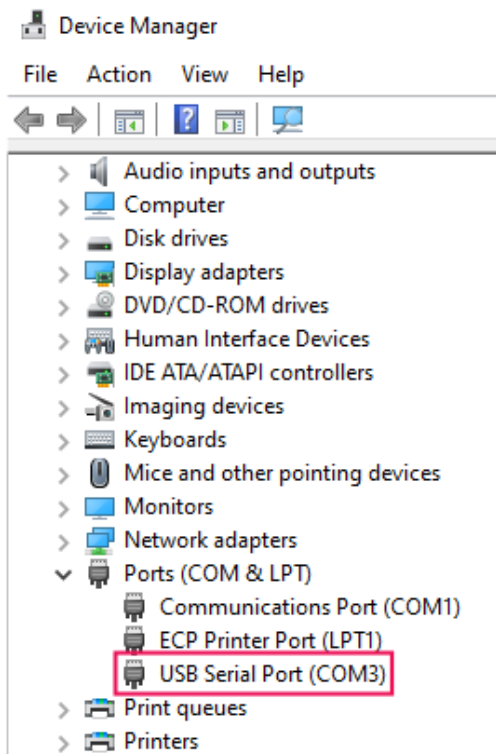 Device Manager
File Action View Help
Audio inputs and outputs
Computer
Disk drives
Display adapters
DVD/CD-ROM drives
Human Interface Devices
IDE ATA/ATAPI controllers
Imaging devices
Keyboards
Mice and other pointing devices
Monitors
Network adapters
Ports (COM & LPT)
Communications Port (COM1)
ECP Printer Port (LPT1)
USB Serial Port (COM3)
Print queues
Printers